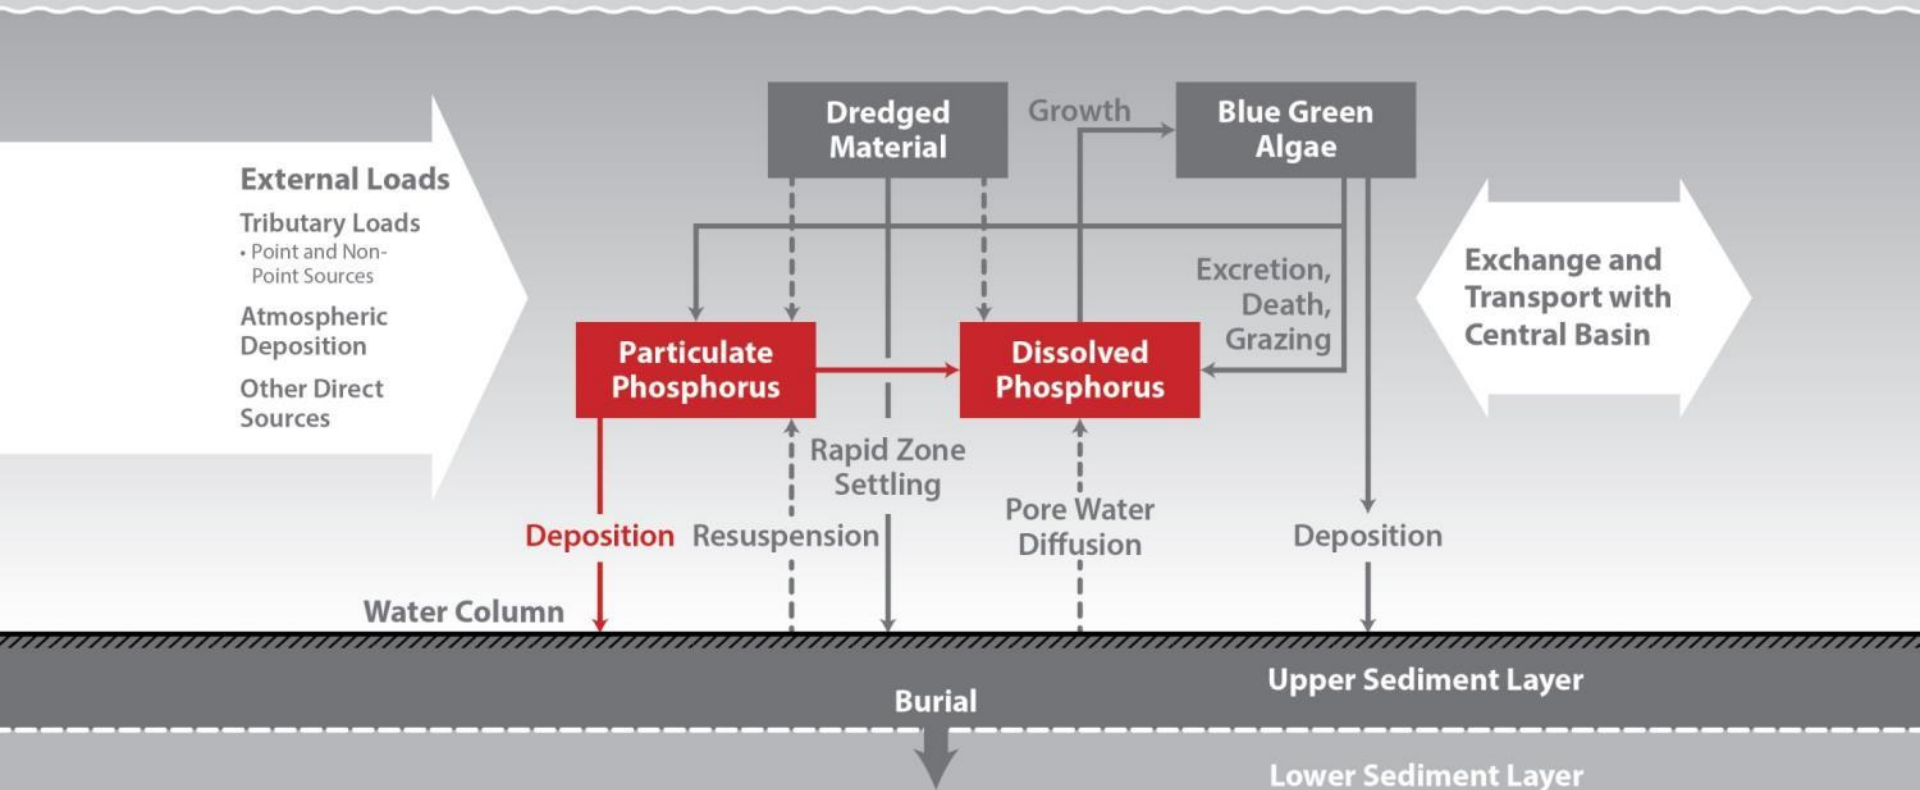 Dredged
Material
Growth
Blue Green
Algae
External Loads
Tributary Loads
• Point and Non-
Point Sources
Atmospheric
Deposition
Other Direct
Sources
Excretion,
Death,
Grazing
Exchange and
Transport with
Central Basin
Particulate
Phosphorus
Dissolved
Phosphorus
Rapid Zone
Settling
Deposition
Resuspension
Pore Water
Diffusion
Deposition
Water Column
Upper Sediment Layer
Burial
Lower Sediment Layer